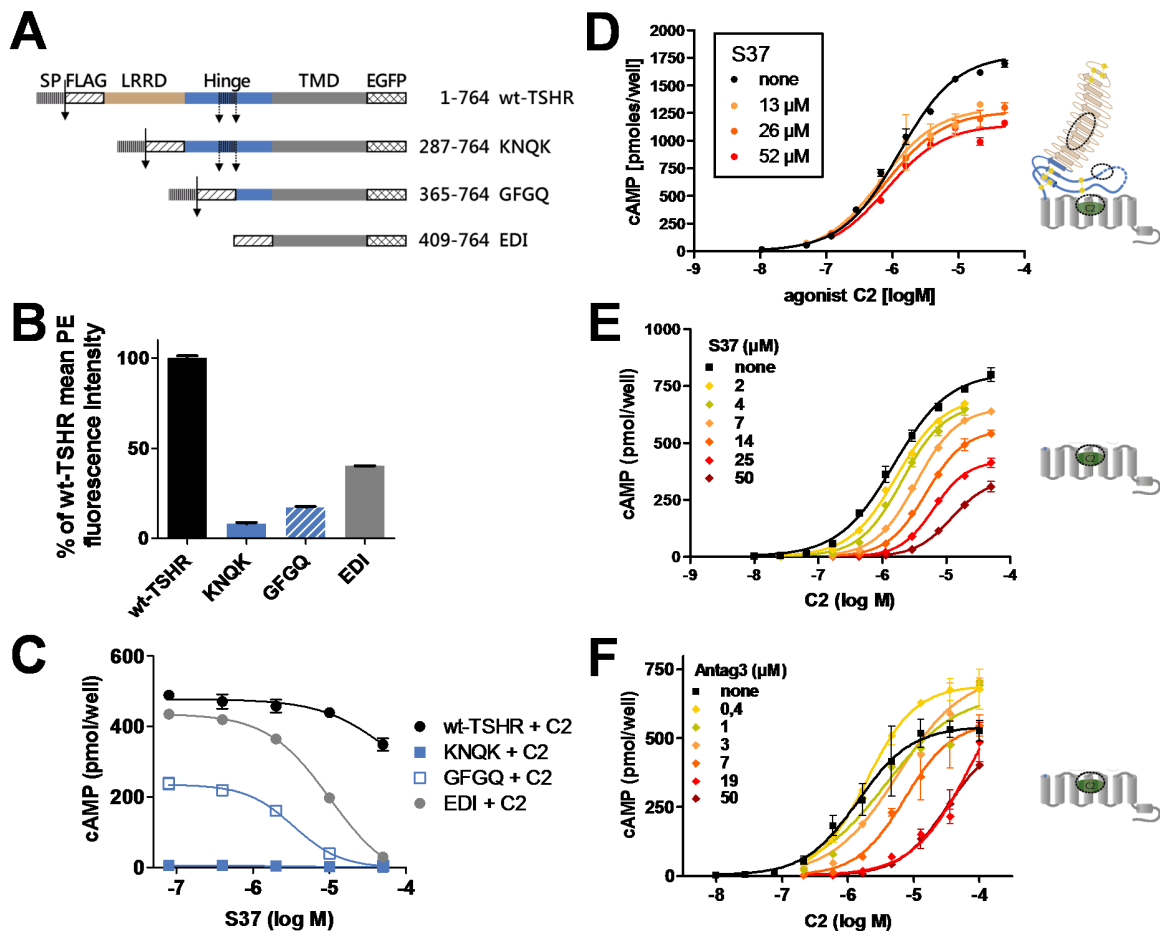 A
SP FLAG LRRD Hinge TMD EGFP
1-764 wt-TSHR
287-764 KNQK
365-764 GFGQ
409-764 EDI
B
% of wt-TSHR mean PE
fluorescence intensity
100
50
0
wt-TSHR
KNQK
GFGQ
EDI
C
cAMP (pmol/well)
600
400
200
0
-7 -6 -5 -4
S37 (log M)
wt-TSHR + C2
KNQK + C2
GFGQ + C2
EDI + C2
D
cAMP [pmoles/well]
2000
1750
1500
1250
1000
750
500
250
0
S37
none
13 µM
26 µM
52 µM
-9 -8 -7 -6 -5 -4
agonist C2 [logM]
C2
E
cAMP (pmol/well)
1000
750
500
250
0
S37 (µM)
none
2
4
7
14
25
50
-9 -8 -7 -6 -5 -4
C2 (log M)
C2
F
cAMP (pmol/well)
750
500
250
0
Antag3 (µM)
none
0,4
1
3
7
19
50
-8 -7 -6 -5 -4
C2 (log M)
C2